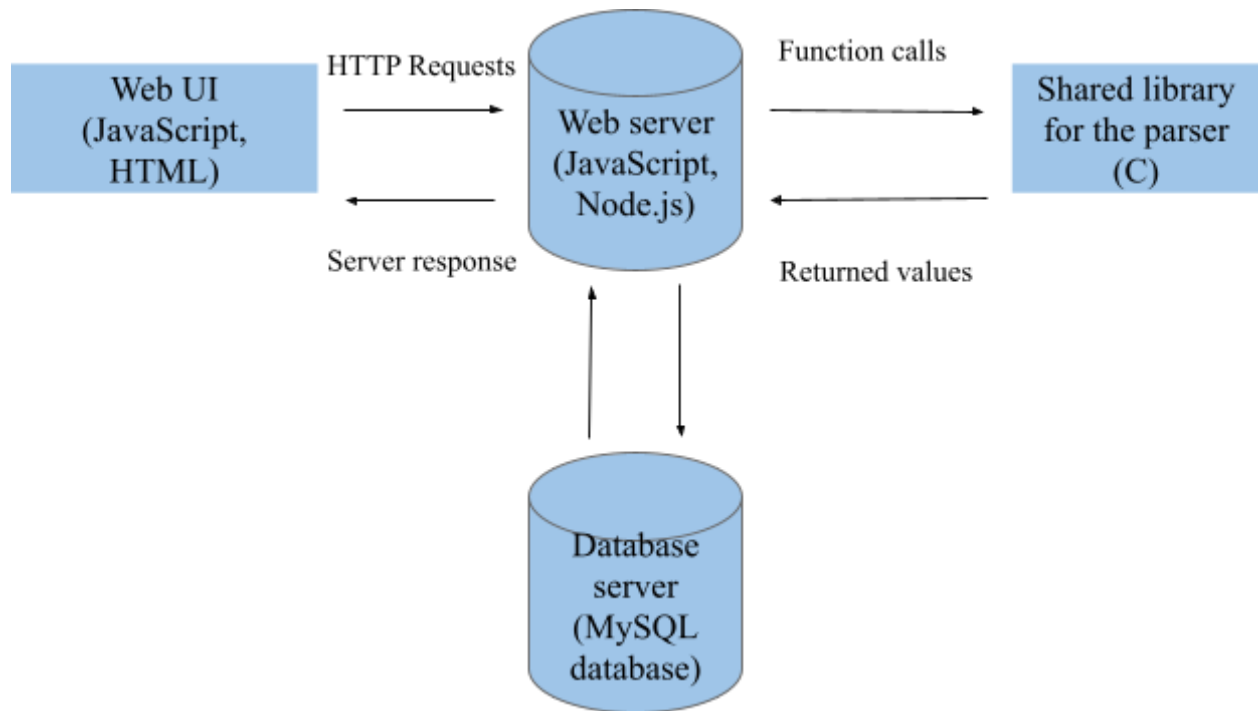 HTTP Requests
Function calls
Web UI
(JavaScript,
HTML)
Web server
(JavaScript,
Node.js)
Shared library
for the parser
(C)
Server response
Returned values
Database
server
(MySQL
database)